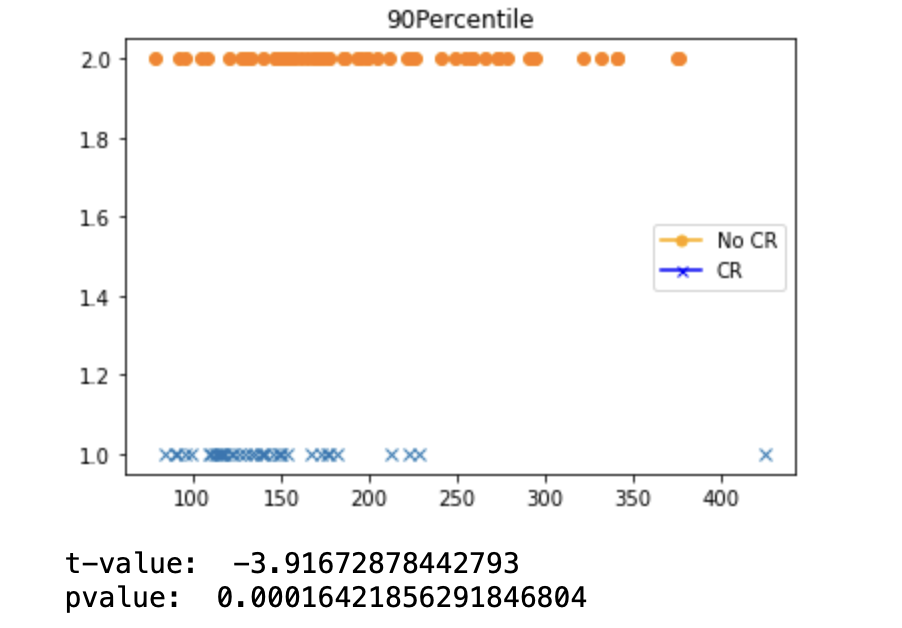 90Percentile
2.0
1.8
1.6
1.4
1.2
1.0
No CR
CR
100 150 200 250 300 350 400
t-value: -3.91672878442793
pvalue: 0.00016421856291846804